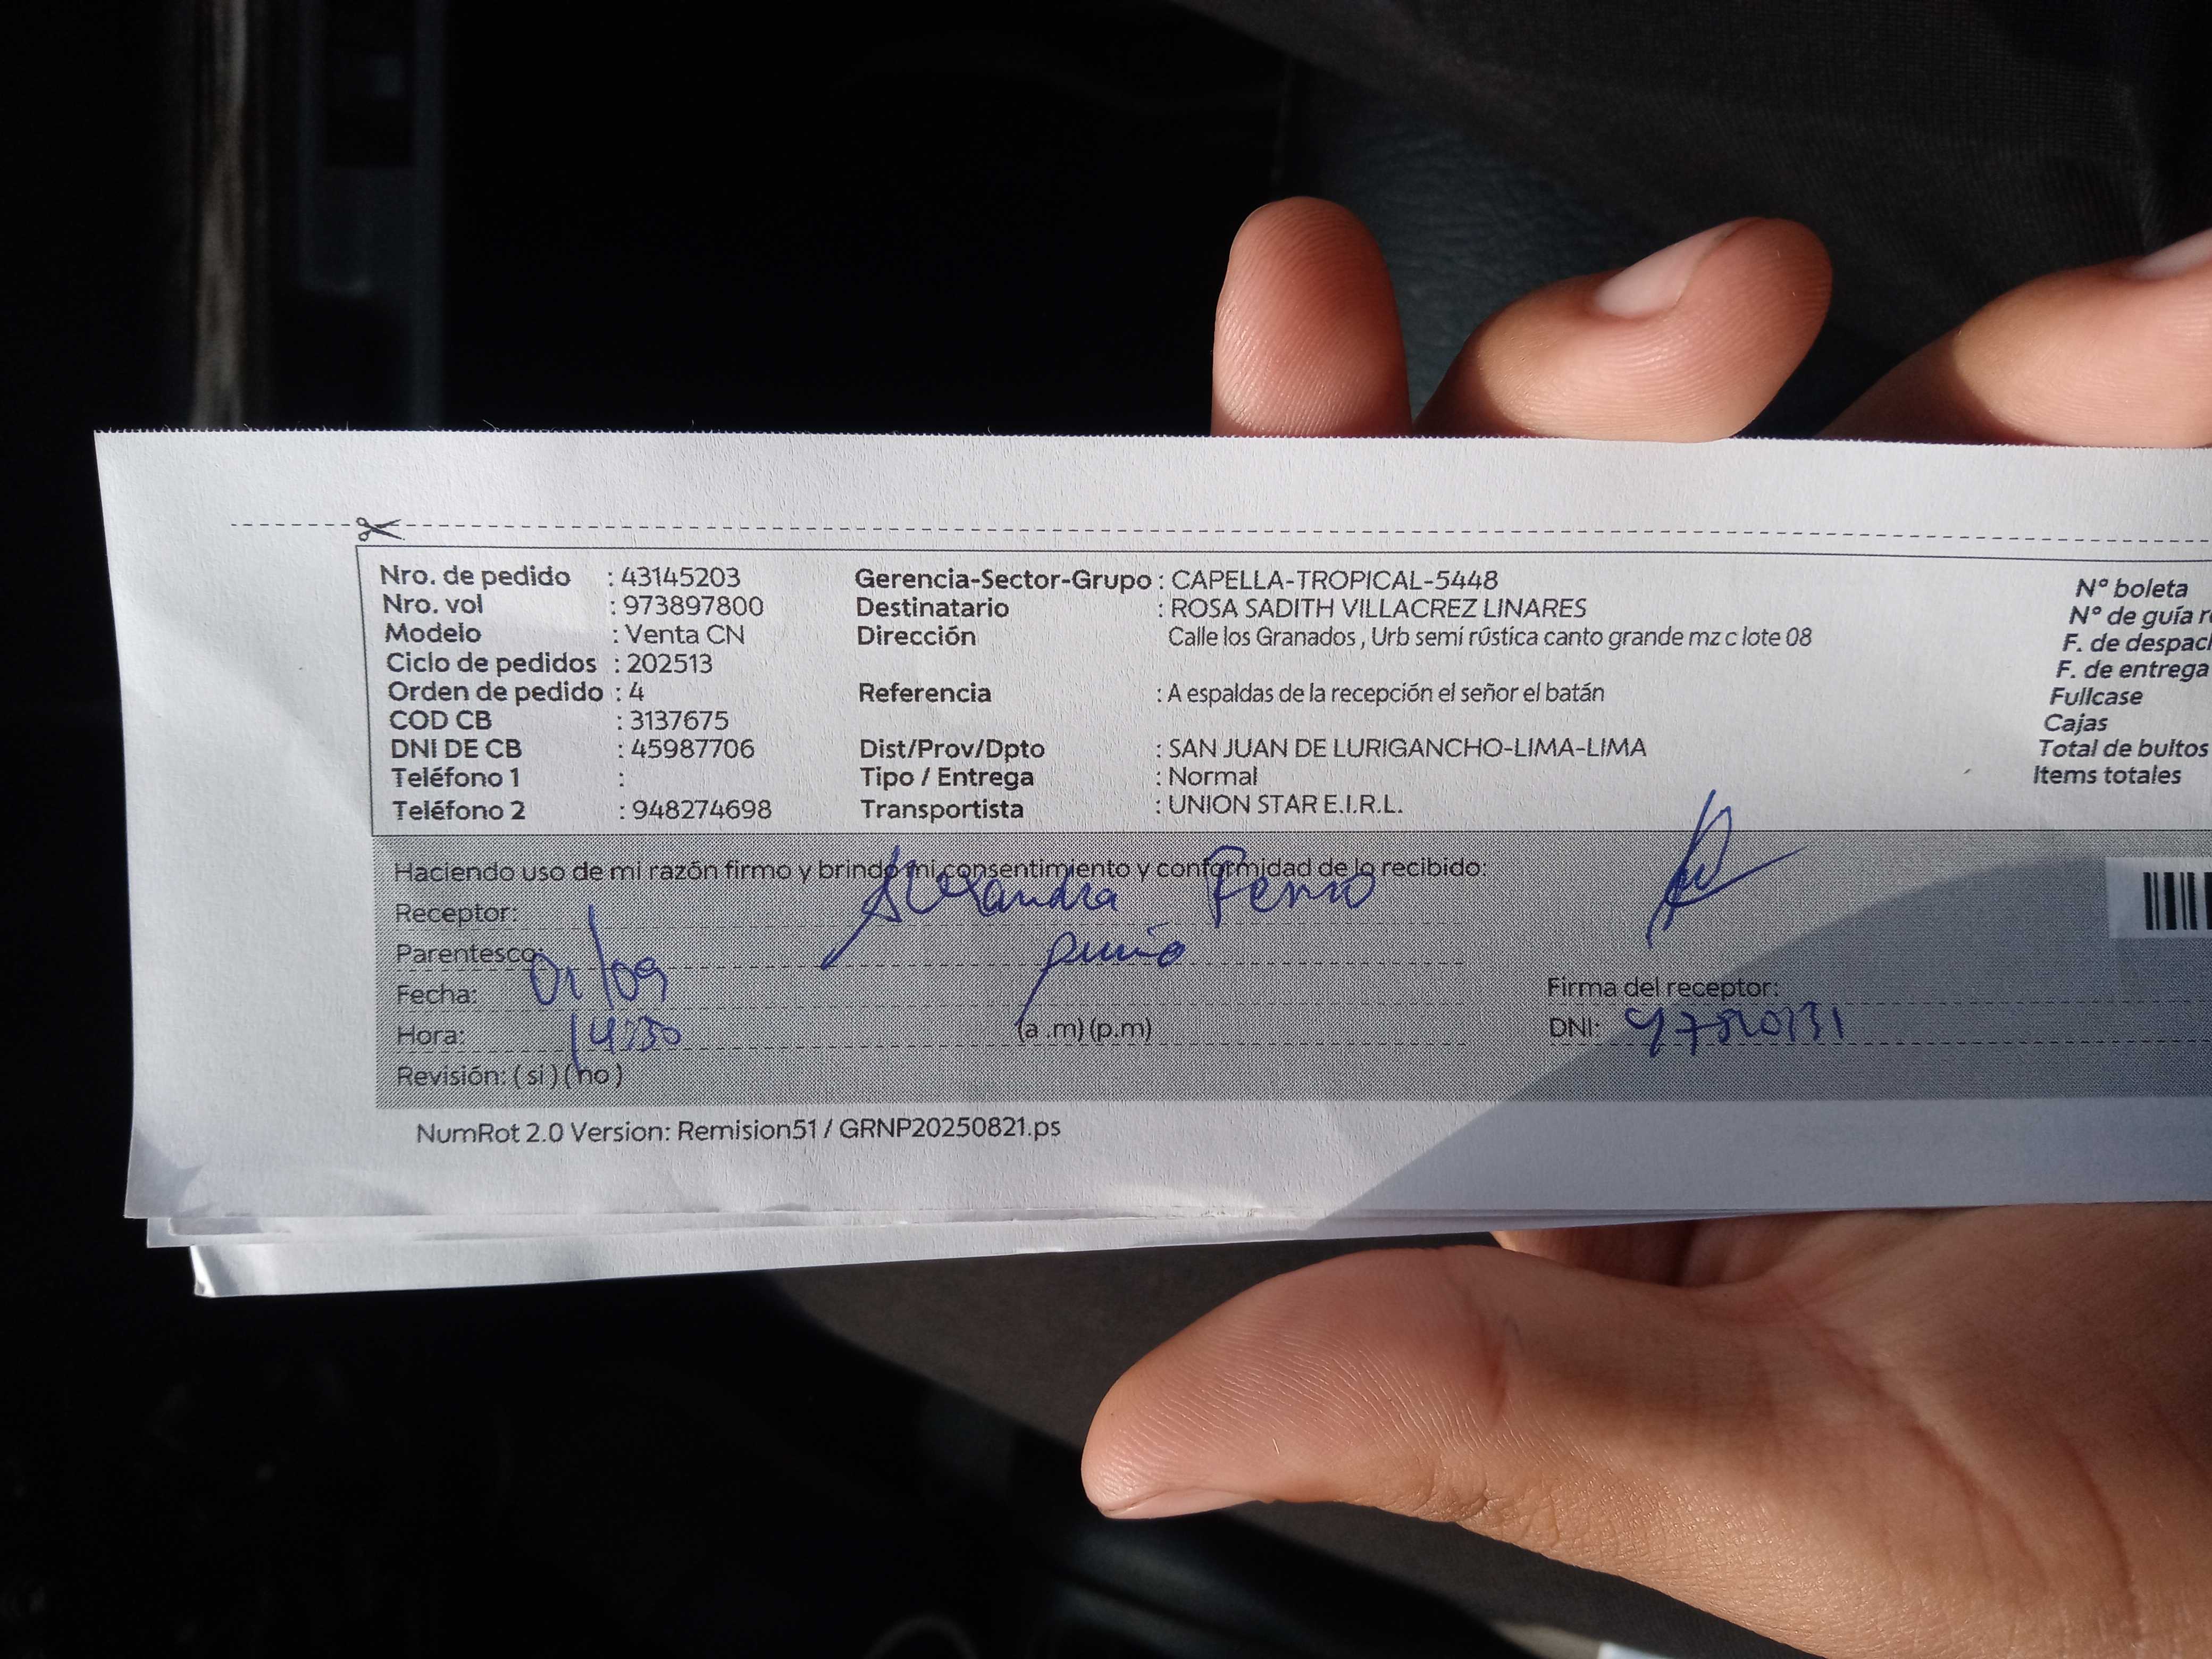 Nro. de pedido : 43145203
Nro. vol : 973897800
Modelo : Venta CN
Ciclo de pedidos : 202513
Orden de pedido : 4
COD CB : 3137675
DNI DE CB : 45987706
Teléfono 1 :
Teléfono 2 : 948274698
Gerencia-Sector-Grupo : CAPELLA-TROPICAL-5448
Destinatario : ROSA SADITH VILLACREZ LINARES
Dirección Calle los Granados , Urb semi rústica canto grande mz c lote 08
Referencia : A espaldas de la recepción el señor el batán
Dist/Prov/Dpto : SAN JUAN DE LURIGANCHO-LIMA-LIMA
Tipo / Entrega : Normal
Transportista : UNION STAR E.I.R.L.
N° boleta
N° de guía
F. de
F. de entrega
Fullcase
Cajas
Total de bultos
Items totales
Haciendo uso de mi razón firmo y brindo mi consentimiento y conformidad de lo recibido:
Receptor: Alexandra
Parentesco:
Fecha: 01/09
Hora: (a .m) (p.m)
Revisión: ( si ) ( no )
Firma del receptor:
DNI:
NumRot 2.0 Version: Remision51 / GRNP20250821.ps